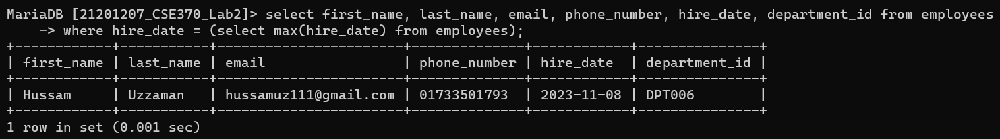 MariaDB [21201207_CSE370_Lab2]> select first_name, last_name, email, phone_number, hire_date, department_id from employees
    -> where hire_date = (select max(hire_date) from employees);
+------------+-----------+-----------------------+--------------+------------+---------------+
| first_name | last_name | email                 | phone_number | hire_date  | department_id |
+------------+-----------+-----------------------+--------------+------------+---------------+
| Hussam     | Uzzaman   | hussamuz111@gmail.com | 01733501793  | 2023-11-08 | DPT006        |
+------------+-----------+-----------------------+--------------+------------+---------------+
1 row in set (0.001 sec)